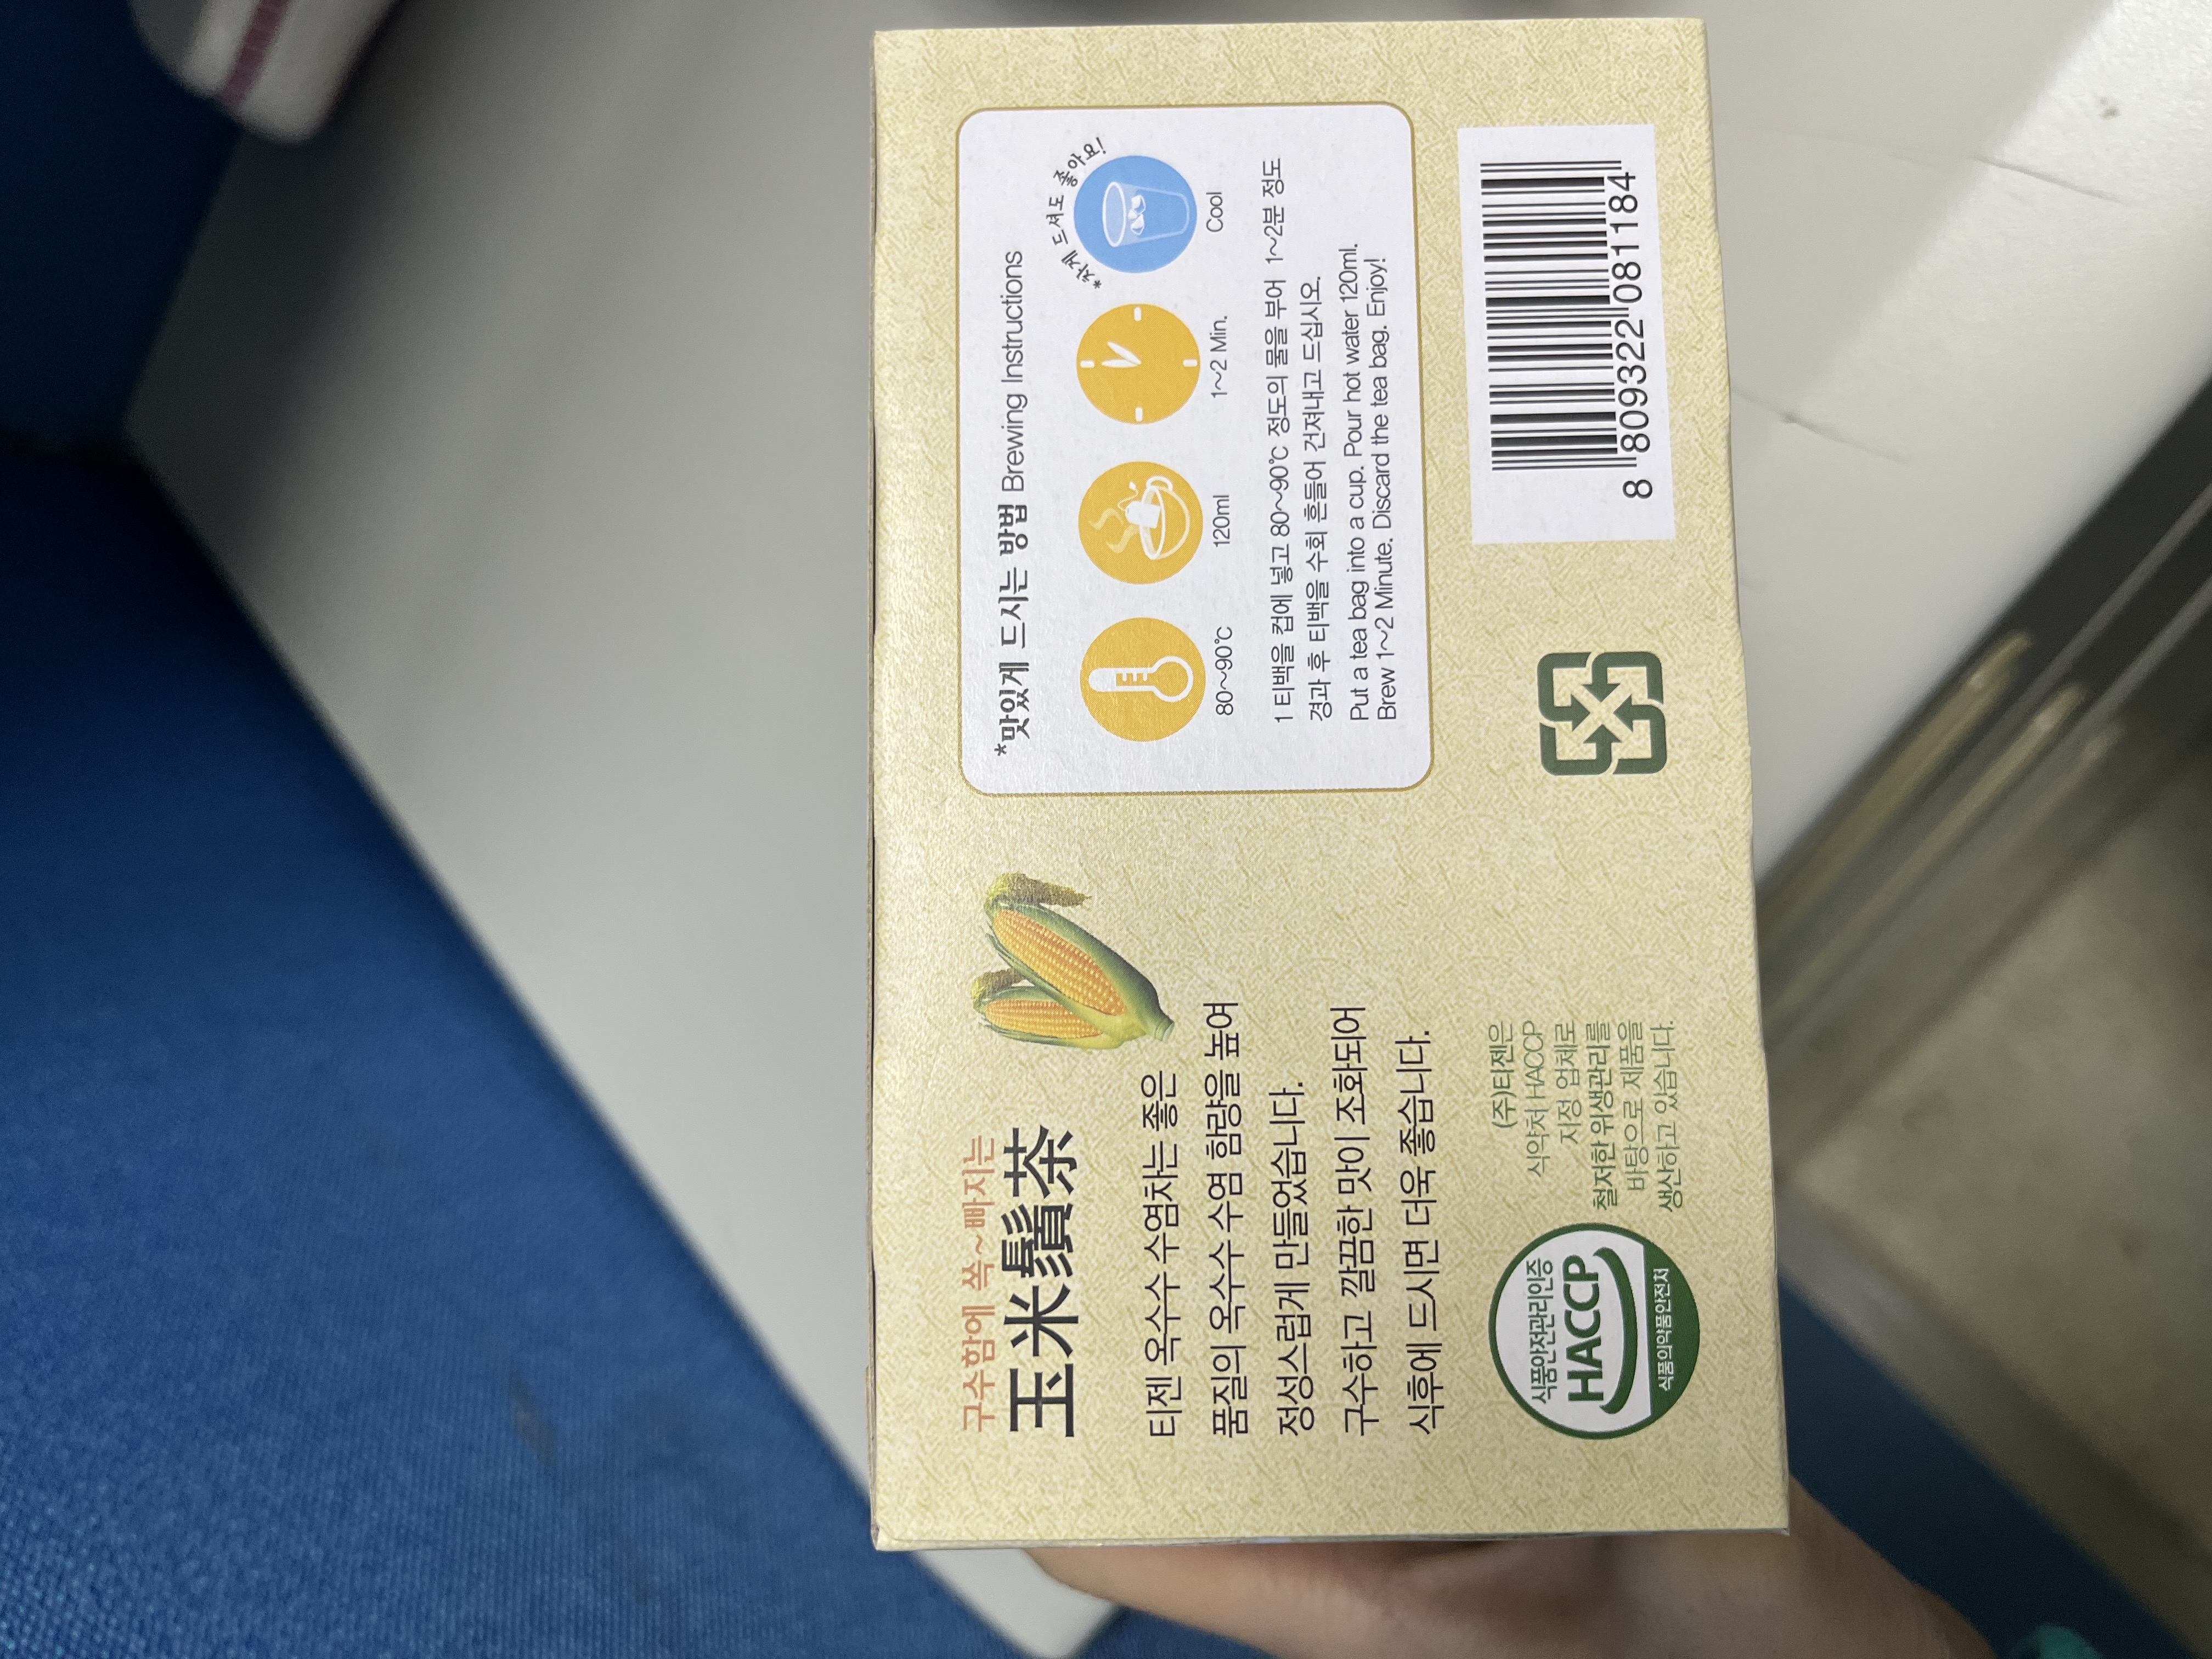 구수함에 쏙~ 빠지는
玉米鬚茶
티젠 옥수수 수염차는 좋은
품질의 옥수수 수염 함량을 높여
정성스럽게 만들었습니다.
구수하고 깔끔한 맛이 조화되어
식후에 드시면 더욱 좋습니다.
식품안전관리인증
HACCP
식품의약품안전처
(주)티젠은
식약처 HACCP
지정 업체로
철저한 위생관리를
바탕으로 제품을
생산하고 있습니다.
*맛있게 드시는 방법 Brewing Instructions
*차게 드셔도 좋아요!
80~90℃
120ml
1~2 Min.
Cool
1 티백을 컵에 넣고 80~90℃ 정도의 물을 부어 1~2분 정도
경과 후 티백을 수회 흔들어 건져내고 드십시오.
Put a tea bag into a cup. Pour hot water 120ml.
Brew 1~2 Minute. Discard the tea bag. Enjoy!
8 809322 081184